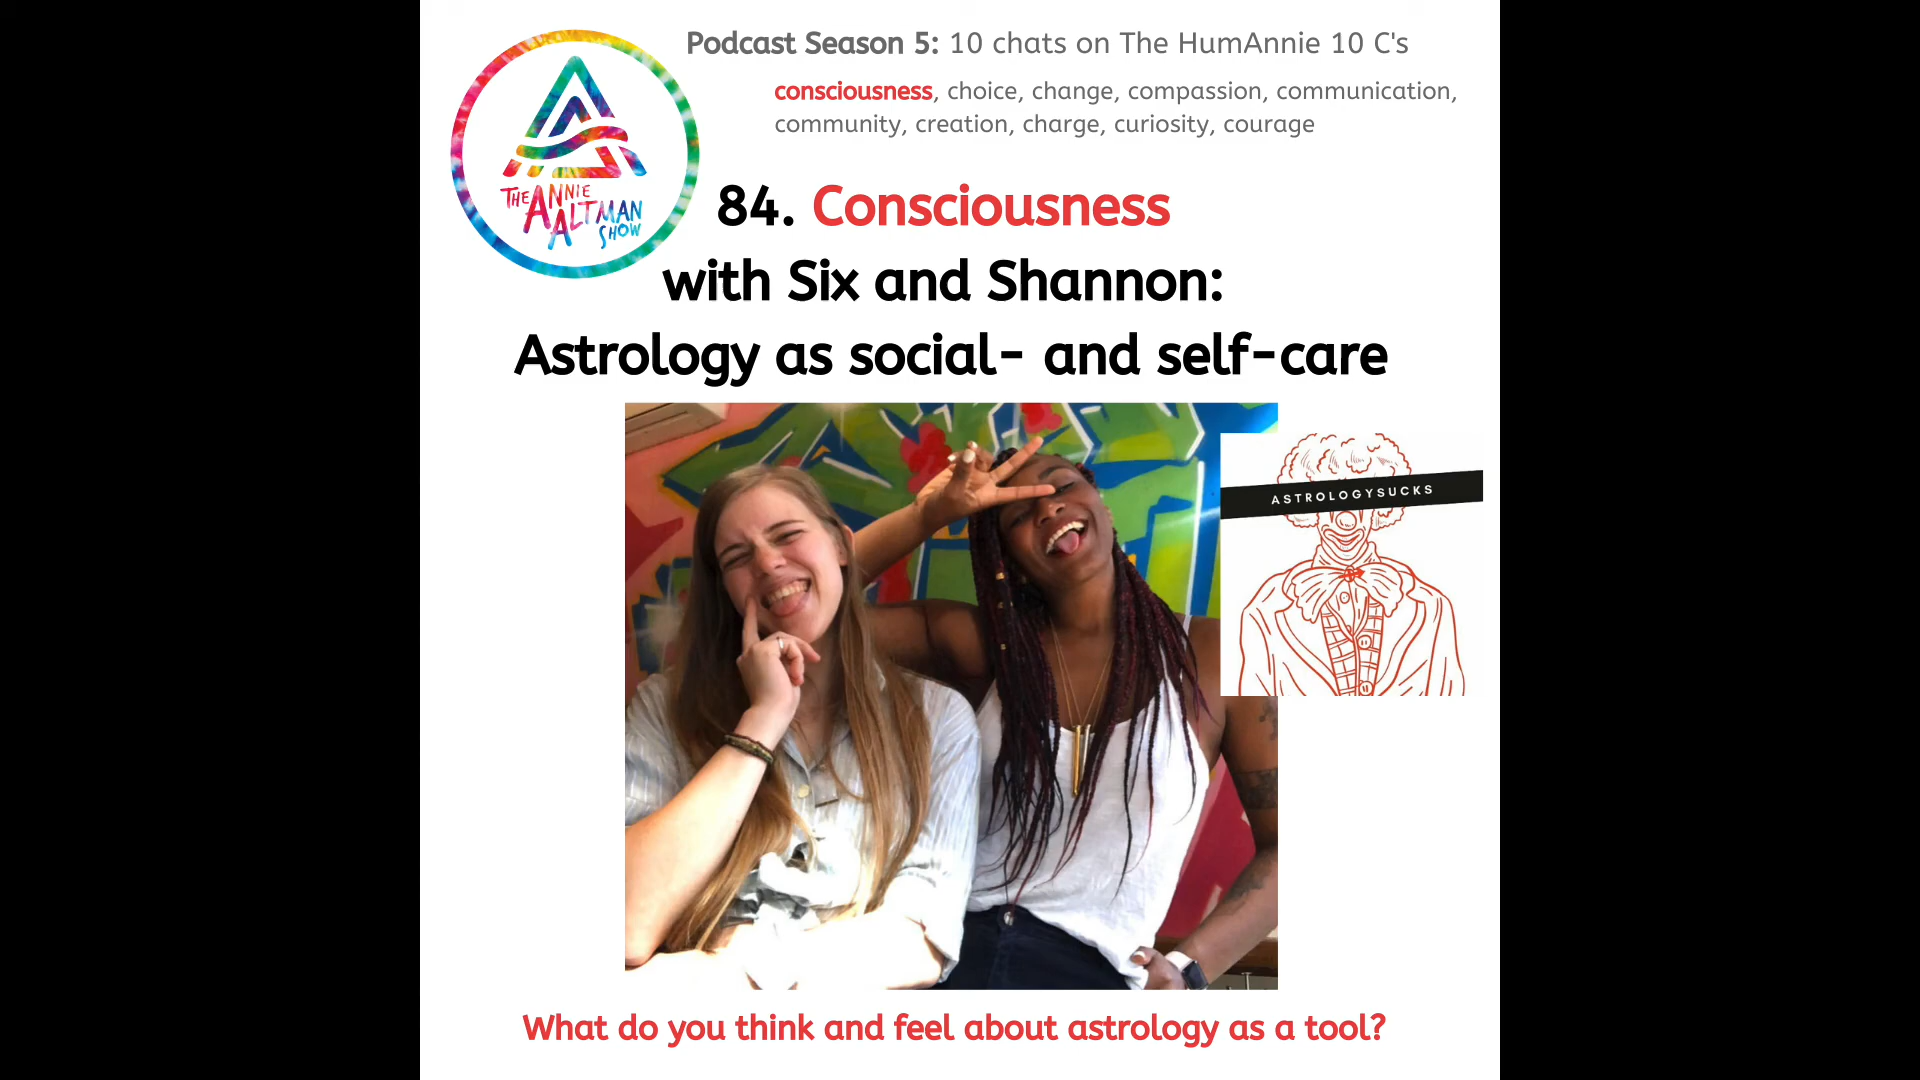 Podcast Season 5: 10 chats on The HumAnnie 10 C's
consciousness, choice, change, compassion, communication,
community, creation, charge, curiosity, courage
THE ANNIE
ALTMAN
SHOW
84. Consciousness
with Six and Shannon:
Astrology as social- and self-care
ASTROLOGYSUCKS
What do you think and feel about astrology as a tool?